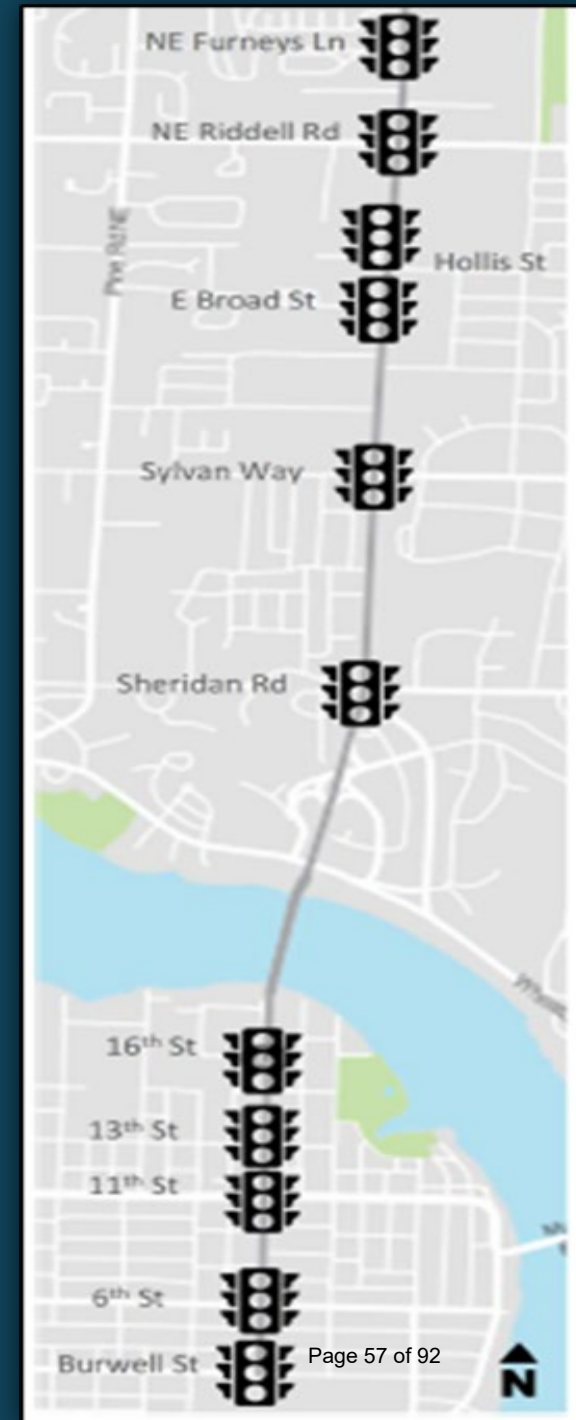 NE Furneys Ln
NE Riddell Rd
Hollis St
E Broad St
Sylvan Way
Sheridan Rd
16th St
13th St
11th St
6th St
Burwell St
Page 57 of 92
N